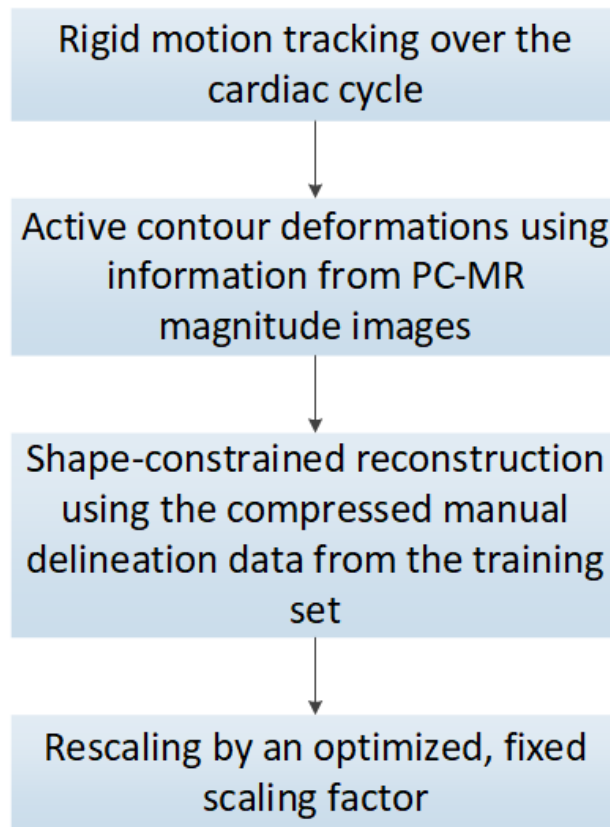 Rigid motion tracking over the
cardiac cycle
Active contour deformations using
information from PC-MR
magnitude images
Shape-constrained reconstruction
using the compressed manual
delineation data from the training
set
Rescaling by an optimized, fixed
scaling factor